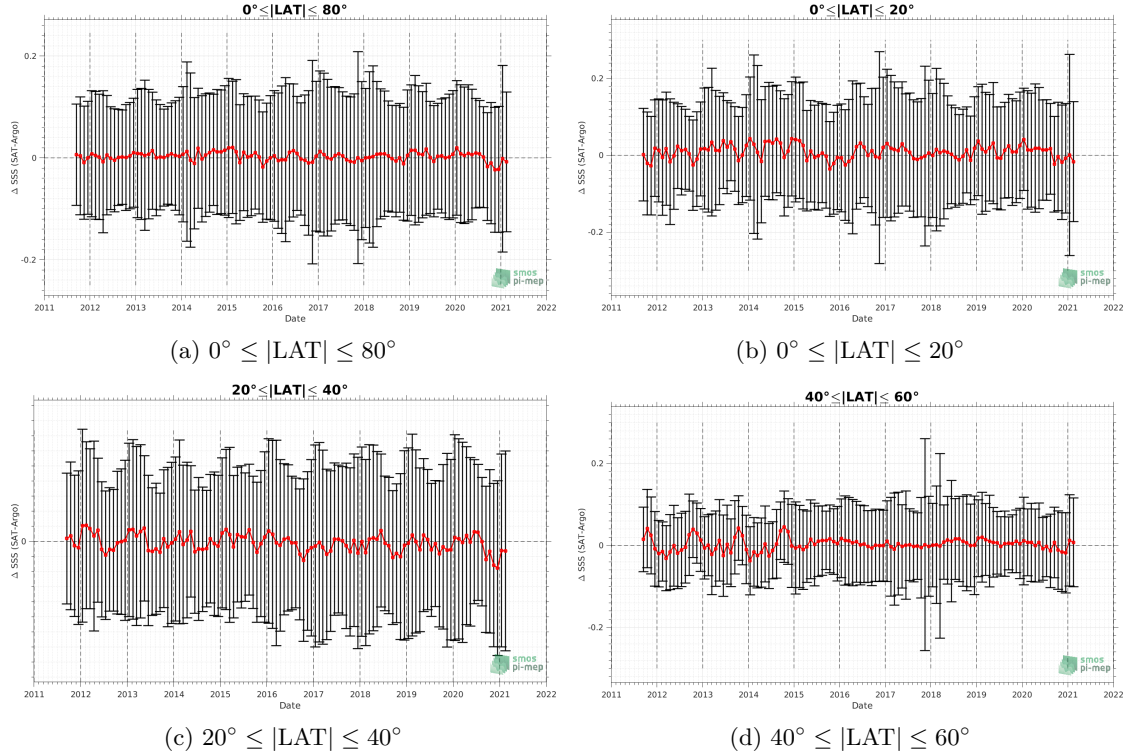 0°≤|LAT|≤ 80°
0.2
0
-0.2
Δ SSS (SAT-Argo)
2011 2012 2013 2014 2015 2016 2017 2018 2019 2020 2021 2022
Date
smos
pi-mep
(a) 0° ≤ |LAT| ≤ 80°
0°≤|LAT|≤ 20°
0.2
0
-0.2
Δ SSS (SAT-Argo)
2011 2012 2013 2014 2015 2016 2017 2018 2019 2020 2021 2022
Date
smos
pi-mep
(b) 0° ≤ |LAT| ≤ 20°
20°≤|LAT|≤ 40°
0
Δ SSS (SAT-Argo)
2011 2012 2013 2014 2015 2016 2017 2018 2019 2020 2021 2022
Date
smos
pi-mep
(c) 20° ≤ |LAT| ≤ 40°
40°≤|LAT|≤ 60°
0.2
0
-0.2
Δ SSS (SAT-Argo)
2011 2012 2013 2014 2015 2016 2017 2018 2019 2020 2021 2022
Date
smos
pi-mep
(d) 40° ≤ |LAT| ≤ 60°